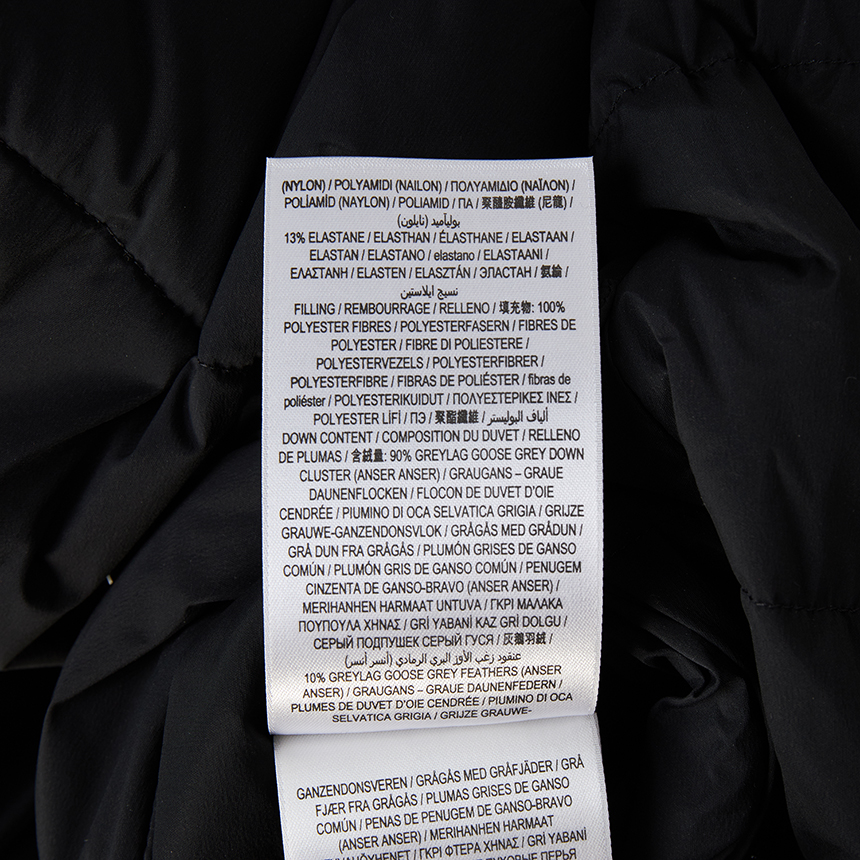 (NYLON) / POLYAMIDI (NAILON) / ΠΟΛΥΑΜΙΔΙΟ (ΝΑΪΛΟΝ) /
POLİAMİD (NAYLON) / POLIAMID / ПА / 聚醯胺纖維 (尼龍) /
بوليآميد (نايلون)
13% ELASTANE / ELASTHAN / ÉLASTHANE / ELASTAAN /
ELASTAN / ELASTANO / elastano / ELASTAANI /
ΕΛΑΣΤΑΝΗ / ELASTEN / ELASZTÁN / ЭЛАСТАН / 氨綸 /
نسيج ايلاستين
FILLING / REMBOURRAGE / RELLENO / 填充物: 100%
POLYESTER FIBRES / POLYESTERFASERN / FIBRES DE
POLYESTER / FIBRE DI POLIESTERE /
POLYESTERVEZELS / POLYESTERFIBRER /
POLYESTERFIBRE / FIBRAS DE POLIÉSTER / fibras de
poliéster / POLYESTERIKUIDUT / ΠΟΛΥΕΣΤΕΡΙΚΕΣ ΙΝΕΣ /
POLYESTER LİFİ / ПЭ / 聚酯纖維 / ألياف البوليستر
DOWN CONTENT / COMPOSITION DU DUVET / RELLENO
DE PLUMAS / 含絨量: 90% GREYLAG GOOSE GREY DOWN
CLUSTER (ANSER ANSER) / GRAUGANS – GRAUE
DAUNENFLOCKEN / FLOCON DE DUVET D'OIE
CENDRÉE / PIUMINO DI OCA SELVATICA GRIGIA / GRIJZE
GRAUWE-GANZENDONSVLOK / GRÅGÅS MED GRÅDUN /
GRÅ DUN FRA GRÅGÅS / PLUMÓN GRISES DE GANSO
COMÚN / PLUMÓN GRIS DE GANSO COMÚN / PENUGEM
CINZENTA DE GANSO-BRAVO (ANSER ANSER) /
MERIHANHEN HARMAAT UNTUVA / ΓΚΡΙ ΜΑΛΑΚΑ
ΠΟΥΠΟΥΛΑ ΧΗΝΑΣ / GRİ YABANİ KAZ GRİ DOLGU /
СЕРЫЙ ПОДПУШЕК СЕРЫЙ ГУСЯ / 灰鵝羽絨 /
عنقود زغب الأوز البري الرمادي (أنسر أنسر)
10% GREYLAG GOOSE GREY FEATHERS (ANSER
ANSER) / GRAUGANS – GRAUE DAUNENFEDERN /
PLUMES DE DUVET D'OIE CENDRÉE / PIUMINO DI OCA
SELVATICA GRIGIA / GRIJZE GRAUWE-
GANZENDONSVEREN / GRÅGÅS MED GRÅFJÄDER / GRÅ
FJÆR FRA GRÅGÅS / PLUMAS GRISES DE GANSO
COMÚN / PENAS DE PENUGEM DE GANSO-BRAVO
(ANSER ANSER) / MERIHANHEN HARMAAT
/ ΓΚΡΙ ΦΤΕΡΑ ΧΗΝΑΣ / GRİ YABANİ
ПЕРЬЯ